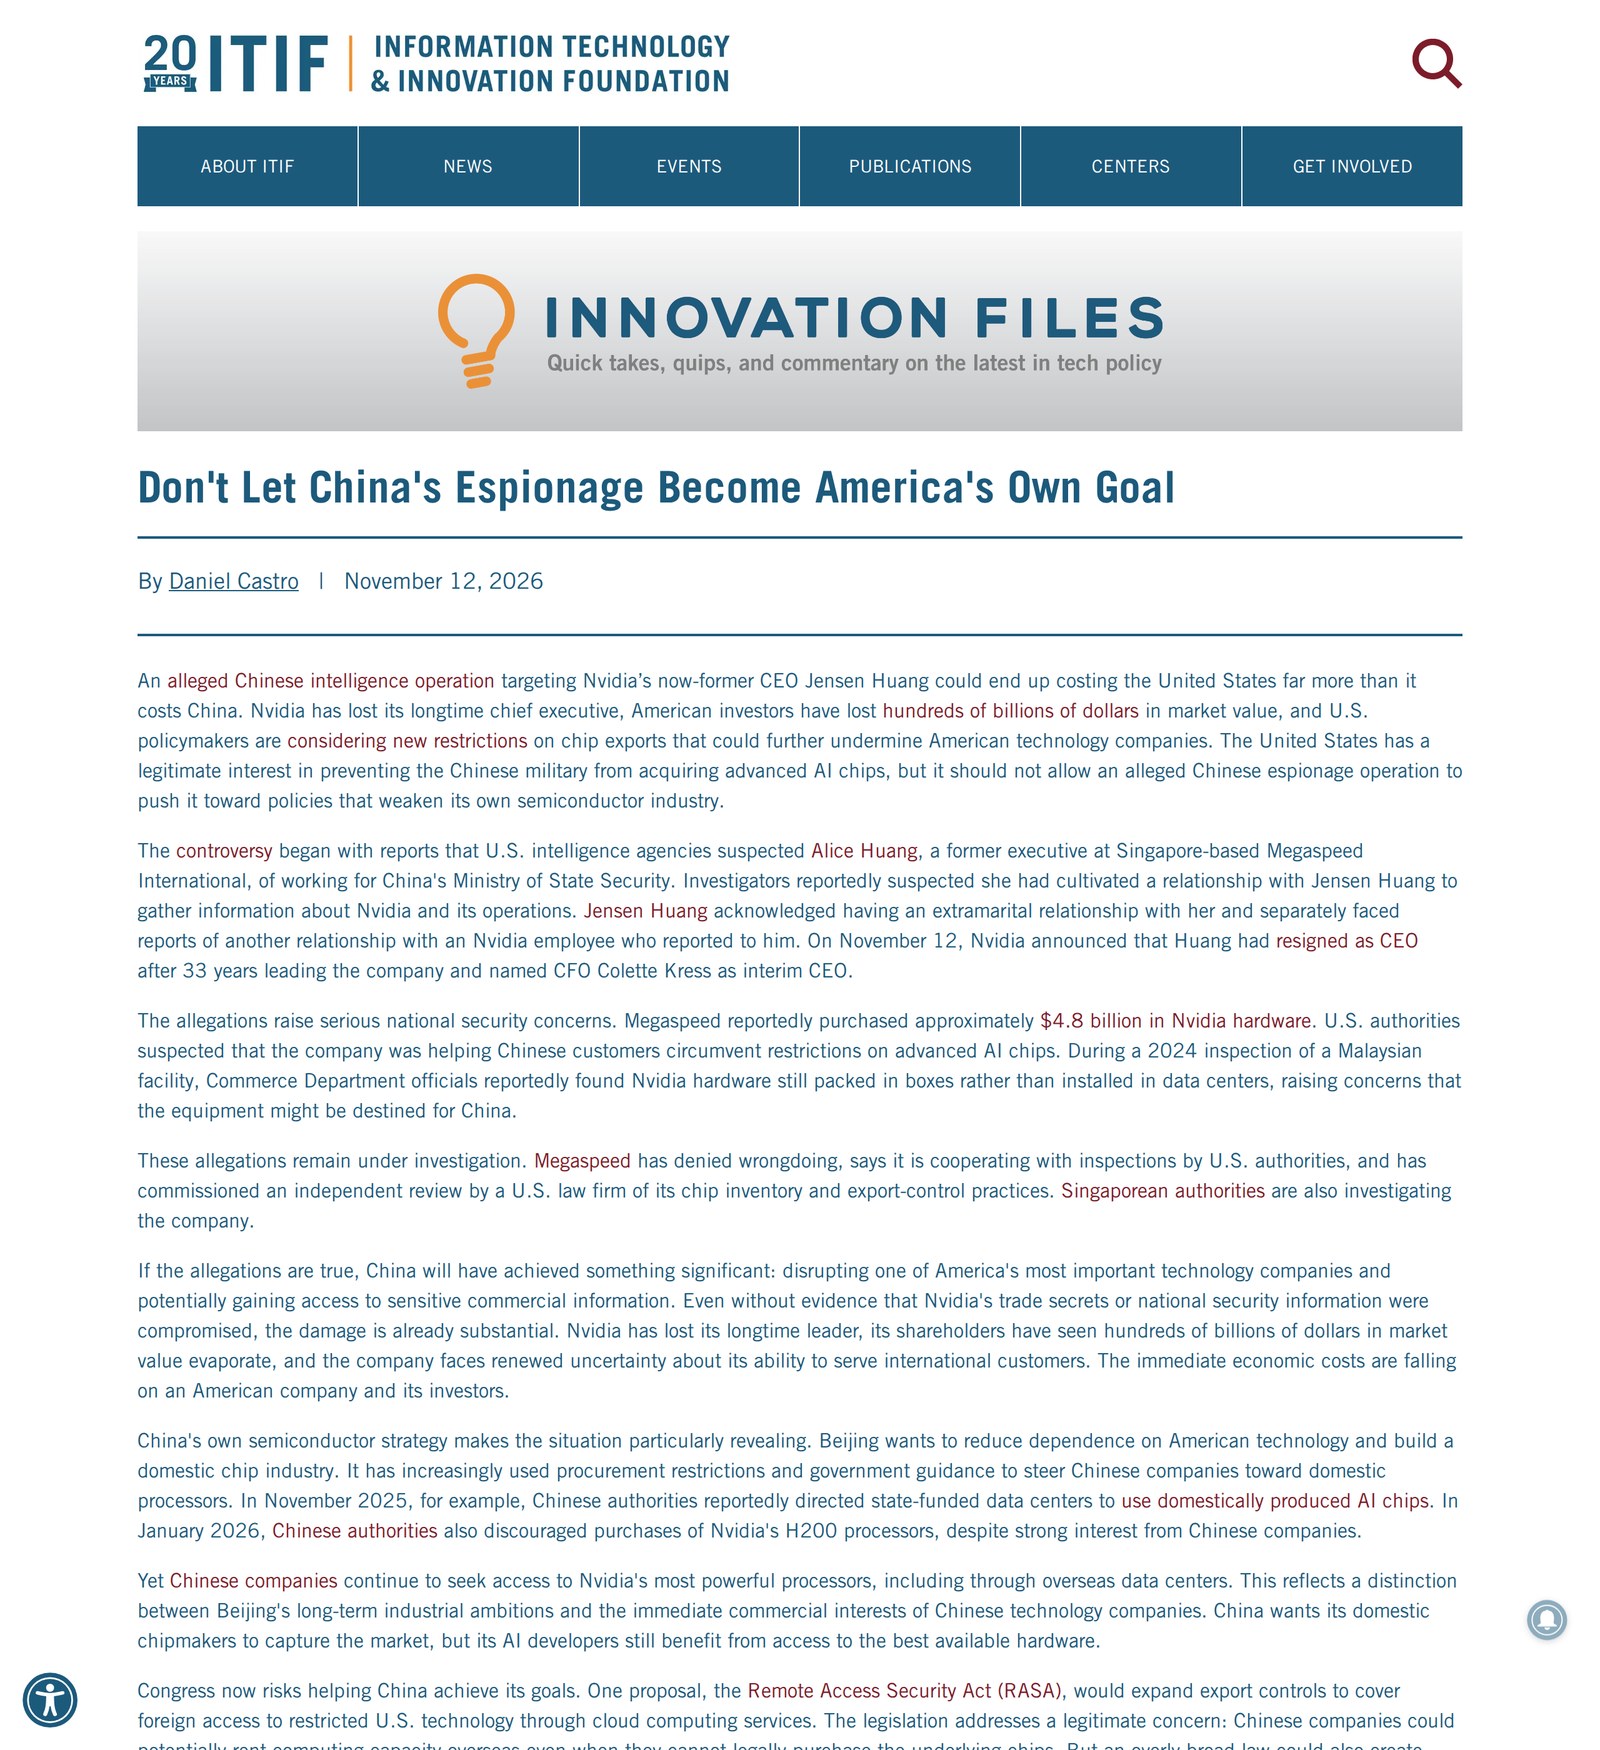 20
YEARS
ITIF
INFORMATION TECHNOLOGY
& INNOVATION FOUNDATION
ABOUT ITIF
NEWS
EVENTS
PUBLICATIONS
CENTERS
GET INVOLVED
INNOVATION FILES
Quick takes, quips, and commentary on the latest in tech policy
Don't Let China's Espionage Become America's Own Goal
By Daniel Castro | November 12, 2026
An alleged Chinese intelligence operation targeting Nvidia’s now-former CEO Jensen Huang could end up costing the United States far more than it
costs China. Nvidia has lost its longtime chief executive, American investors have lost hundreds of billions of dollars in market value, and U.S.
policymakers are considering new restrictions on chip exports that could further undermine American technology companies. The United States has a
legitimate interest in preventing the Chinese military from acquiring advanced AI chips, but it should not allow an alleged Chinese espionage operation to
push it toward policies that weaken its own semiconductor industry.
The controversy began with reports that U.S. intelligence agencies suspected Alice Huang, a former executive at Singapore-based Megaspeed
International, of working for China's Ministry of State Security. Investigators reportedly suspected she had cultivated a relationship with Jensen Huang to
gather information about Nvidia and its operations. Jensen Huang acknowledged having an extramarital relationship with her and separately faced
reports of another relationship with an Nvidia employee who reported to him. On November 12, Nvidia announced that Huang had resigned as CEO
after 33 years leading the company and named CFO Colette Kress as interim CEO.
The allegations raise serious national security concerns. Megaspeed reportedly purchased approximately $4.8 billion in Nvidia hardware. U.S. authorities
suspected that the company was helping Chinese customers circumvent restrictions on advanced AI chips. During a 2024 inspection of a Malaysian
facility, Commerce Department officials reportedly found Nvidia hardware still packed in boxes rather than installed in data centers, raising concerns that
the equipment might be destined for China.
These allegations remain under investigation. Megaspeed has denied wrongdoing, says it is cooperating with inspections by U.S. authorities, and has
commissioned an independent review by a U.S. law firm of its chip inventory and export-control practices. Singaporean authorities are also investigating
the company.
If the allegations are true, China will have achieved something significant: disrupting one of America's most important technology companies and
potentially gaining access to sensitive commercial information. Even without evidence that Nvidia's trade secrets or national security information were
compromised, the damage is already substantial. Nvidia has lost its longtime leader, its shareholders have seen hundreds of billions of dollars in market
value evaporate, and the company faces renewed uncertainty about its ability to serve international customers. The immediate economic costs are falling
on an American company and its investors.
China's own semiconductor strategy makes the situation particularly revealing. Beijing wants to reduce dependence on American technology and build a
domestic chip industry. It has increasingly used procurement restrictions and government guidance to steer Chinese companies toward domestic
processors. In November 2025, for example, Chinese authorities reportedly directed state-funded data centers to use domestically produced AI chips. In
January 2026, Chinese authorities also discouraged purchases of Nvidia's H200 processors, despite strong interest from Chinese companies.
Yet Chinese companies continue to seek access to Nvidia's most powerful processors, including through overseas data centers. This reflects a distinction
between Beijing's long-term industrial ambitions and the immediate commercial interests of Chinese technology companies. China wants its domestic
chipmakers to capture the market, but its AI developers still benefit from access to the best available hardware.
Congress now risks helping China achieve its goals. One proposal, the Remote Access Security Act (RASA), would expand export controls to cover
foreign access to restricted U.S. technology through cloud computing services. The legislation addresses a legitimate concern: Chinese companies could
potentially rent computing capacity overseas even when they cannot legally purchase the underlying chips. But an overly broad law could also create